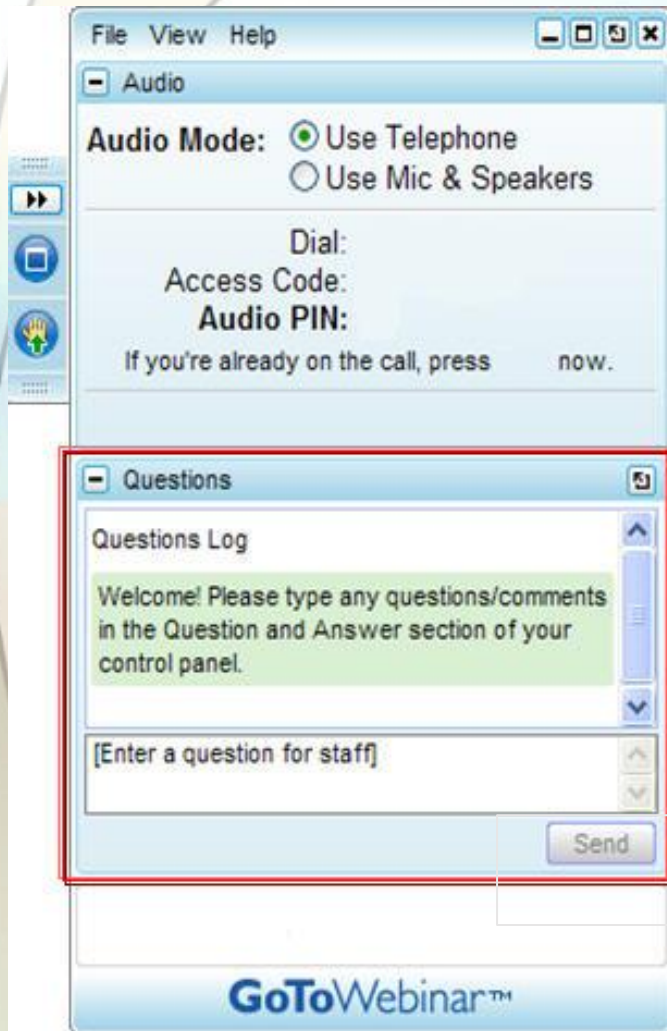 File View Help
Audio
Audio Mode: Use Telephone
Use Mic & Speakers
Dial:
Access Code:
Audio PIN:
If you're already on the call, press now.
Questions
Questions Log
Welcome! Please type any questions/comments
in the Question and Answer section of your
control panel.
[Enter a question for staff]
Send
GoToWebinar™